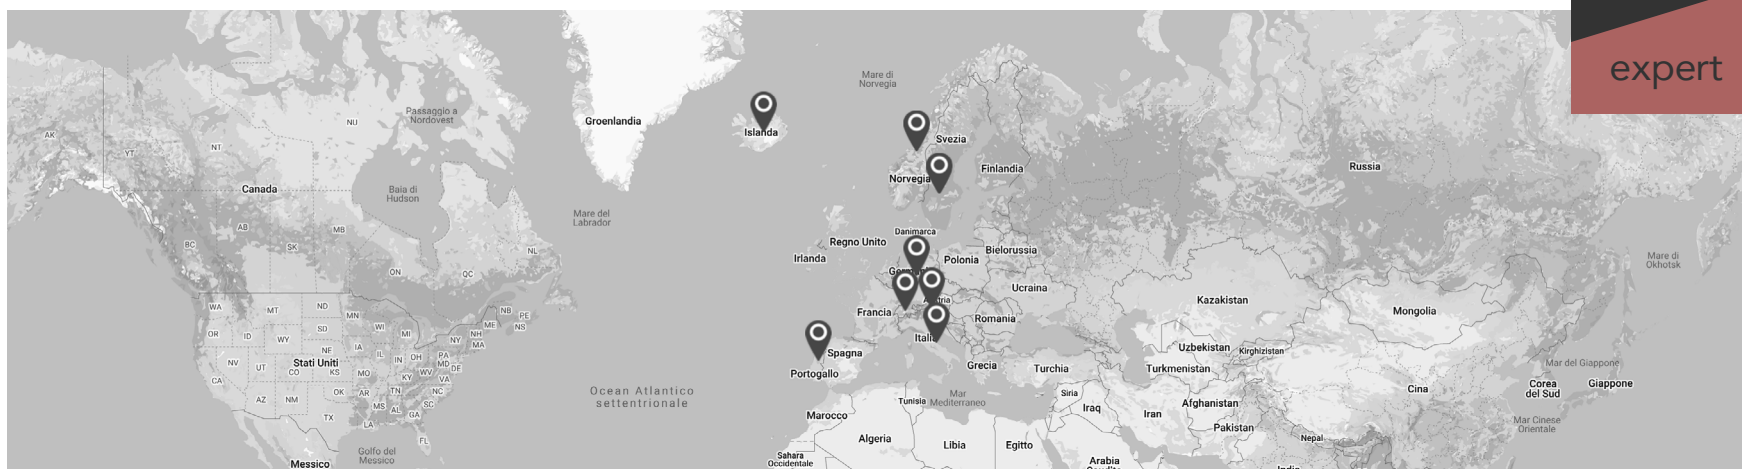 expert
Mare di
Norvegia
Islanda
Groenlandia
Passaggio a
Nordovest
NU
AK
NT
YT
Svezia
Finlandia
Russia
Norvegia
Canada
Baia di
Hudson
Mare del
Labrador
AB
MB
BC
SK
NL
ON
QC
Danimarca
Regno Unito
Irlanda
Bielorussia
Polonia
Ucraina
Mare di
Okhotsk
Kazakistan
Mongolia
Francia
Romania
Italia
WA
ND
MN
NB
PE
NS
ME
OR
ID
SD
WI
MI
NH
MA
NY
WY
NE
IA
IL
IN
OH
PA
MD
DE
NV
UT
Stati Uniti
CO
KS
MO
KY
WV
VA
CA
OK
AR
TN
NC
AZ
NM
MS
AL
SC
GA
TX
LA
FL
Spagna
Portogallo
Grecia
Turchia
Uzbekistan
Kirghizistan
Turkmenistan
Mar del Giappone
Cina
Corea
del Sud
Giappone
Ocean Atlantico
settentrionale
Tunisia
Mar
Mediterraneo
Siria
Iraq
Iran
Afghanistan
Mar Cinese
Orientale
Marocco
Pakistan
Algeria
Libia
Egitto
Nepal
Sahara
Occidentale
Arabia
Golfo del
Messico
Messico